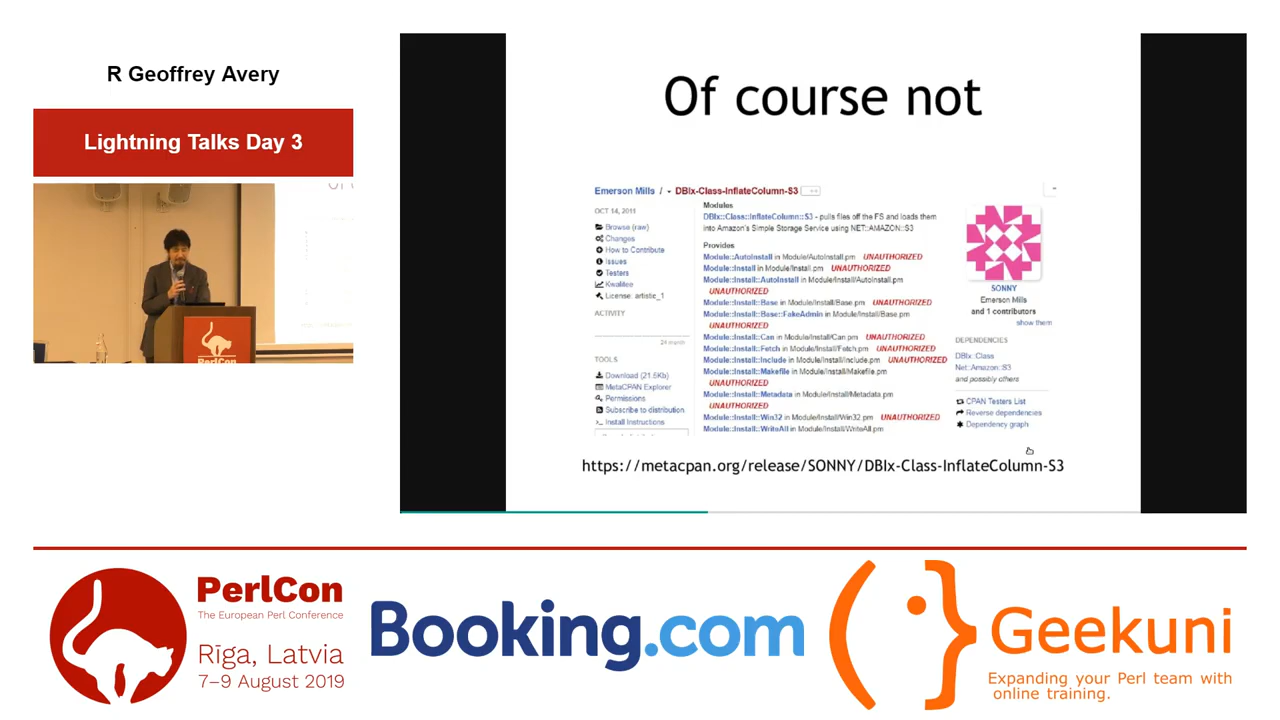 R Geoffrey Avery
Lightning Talks Day 3
PerlCon
Of course not
Emerson Mills / DBIx-Class-InflateColumn-S3
OCT 14, 2011
Browse (raw)
Changes
How to Contribute
Issues
Testers
Kwalitee
License: artistic_1
ACTIVITY
24 month
TOOLS
Download (21.5Kb)
MetaCPAN Explorer
Permissions
Subscribe to distribution
Install Instructions
Modules
DBIx::Class::InflateColumn::S3 - pulls files off the FS and loads them
into Amazon's Simple Storage Service using NET::AMAZON::S3
Provides
Module::AutoInstall in Module/AutoInstall.pm UNAUTHORIZED
Module::Install in Module/Install.pm UNAUTHORIZED
Module::Install::AutoInstall in Module/Install/AutoInstall.pm
UNAUTHORIZED
Module::Install::Base in Module/Install/Base.pm UNAUTHORIZED
Module::Install::Base::FakeAdmin in Module/Install/Base.pm
UNAUTHORIZED
Module::Install::Can in Module/Install/Can.pm UNAUTHORIZED
Module::Install::Fetch in Module/Install/Fetch.pm UNAUTHORIZED
Module::Install::Include in Module/Install/Include.pm UNAUTHORIZED
Module::Install::Makefile in Module/Install/Makefile.pm
UNAUTHORIZED
Module::Install::Metadata in Module/Install/Metadata.pm
UNAUTHORIZED
Module::Install::Win32 in Module/Install/Win32.pm UNAUTHORIZED
Module::Install::WriteAll in Module/Install/WriteAll.pm
SONNY
Emerson Mills
and 1 contributors
show them
DEPENDENCIES
DBIx::Class
Net::Amazon::S3
and possibly others
CPAN Testers List
Reverse dependencies
Dependency graph
https://metacpan.org/release/SONNY/DBIx-Class-InflateColumn-S3
PerlCon
The European Perl Conference
Rīga, Latvia
7–9 August 2019
Booking.com
Geekuni
Expanding your Perl team with
online training.